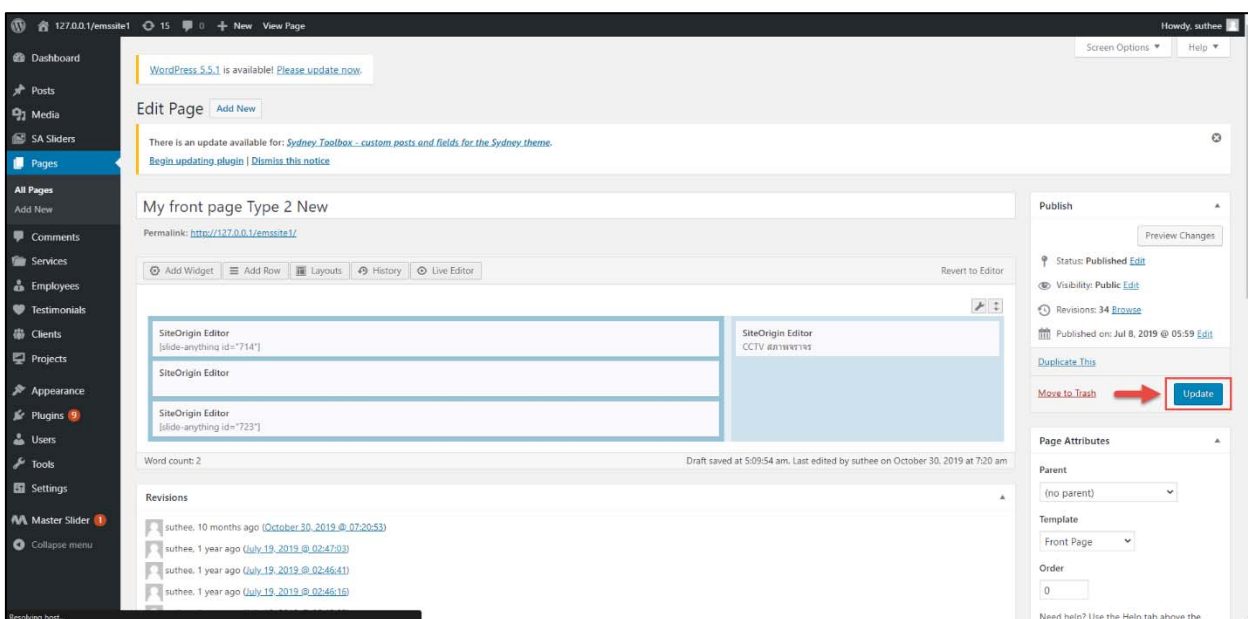 127.0.0.1/emssite1 15 0 + New View Page Howdy, suthee
Screen Options ▼ Help ▼
Dashboard
Posts
Media
SA Sliders
Pages
All Pages
Add New
Comments
Services
Employees
Testimonials
Clients
Projects
Appearance
Plugins 9
Users
Tools
Settings
Master Slider 1
Collapse menu
WordPress 5.5.1 is available! Please update now.
Edit Page Add New
There is an update available for: Sydney Toolbox - custom posts and fields for the Sydney theme.
Begin updating plugin | Dismiss this notice
My front page Type 2 New
Permalink: http://127.0.0.1/emssite1/
Add Widget Add Row Layouts History Live Editor Revert to Editor
SiteOrigin Editor
[slide-anything id="714"]
SiteOrigin Editor
SiteOrigin Editor
[slide-anything id="723"]
SiteOrigin Editor
CCTV สภาพจราจร
Word count: 2 Draft saved at 5:09:54 am. Last edited by suthee on October 30, 2019 at 7:20 am
Revisions
suthee, 10 months ago (October 30, 2019 @ 07:20:53)
suthee, 1 year ago (July 19, 2019 @ 02:47:03)
suthee, 1 year ago (July 19, 2019 @ 02:46:41)
suthee, 1 year ago (July 19, 2019 @ 02:46:16)
Publish
Preview Changes
Status: Published Edit
Visibility: Public Edit
Revisions: 34 Browse
Published on: Jul 8, 2019 @ 05:59 Edit
Duplicate This
Move to Trash Update
Page Attributes
Parent
(no parent)
Template
Front Page
Order
0
Need help? Use the Help tab above the
Resolving host